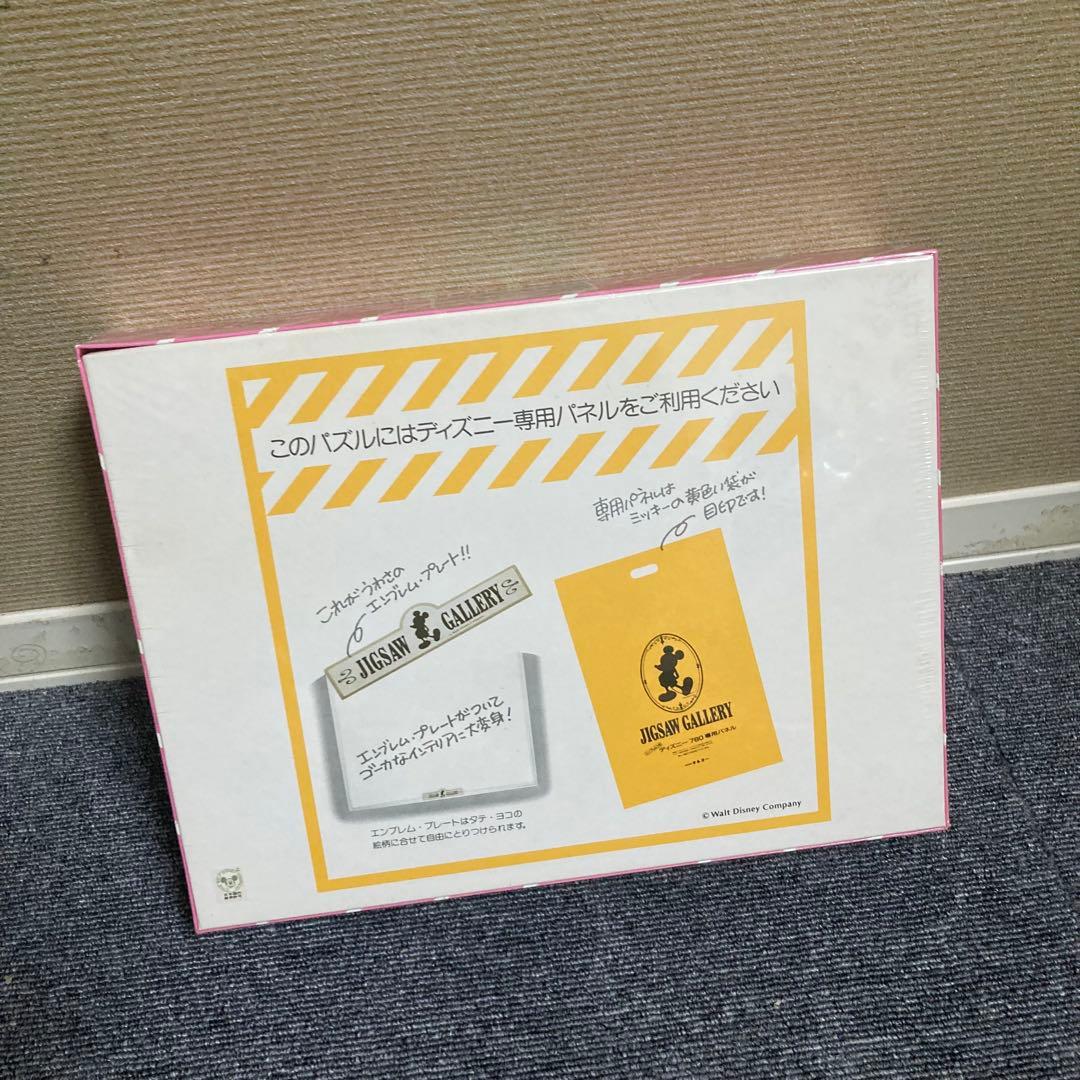 このパズルにはディズニー専用パネルをご利用ください
専用パネルは
ミッキーの黄色い袋が
目印です!
これがうわさの
エンブレム・プレート!!
JIGSAW GALLERY
エンブレム・プレートがついて
ゴーカなインテリアに大変身!
エンブレム・プレートはタテ・ヨコの
絵柄に合せて自由にとりつけられます。
JIGSAW GALLERY
ディズニー780専用パネル
© Walt Disney Company